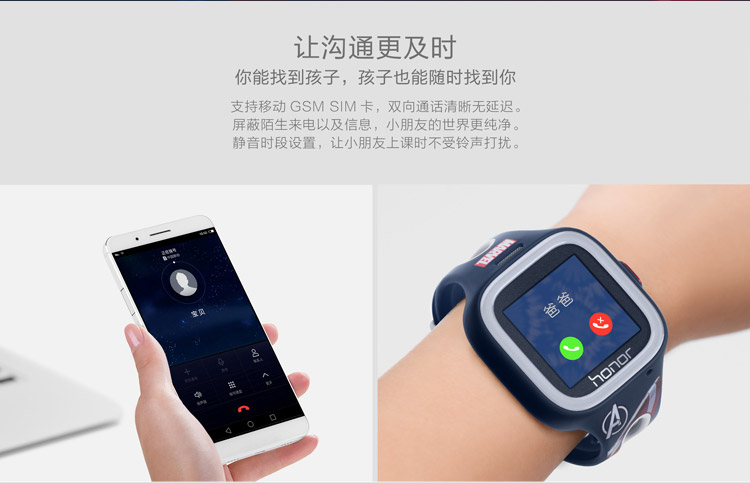 让沟通更及时
你能找到孩子，孩子也能随时找到你
支持移动 GSM SIM 卡，双向通话清晰无延迟。
屏蔽陌生来电以及信息，小朋友的世界更纯净。
静音时段设置，让小朋友上课时不受铃声打扰。
正在拨号
宝贝
MARVEL
爸爸
honor